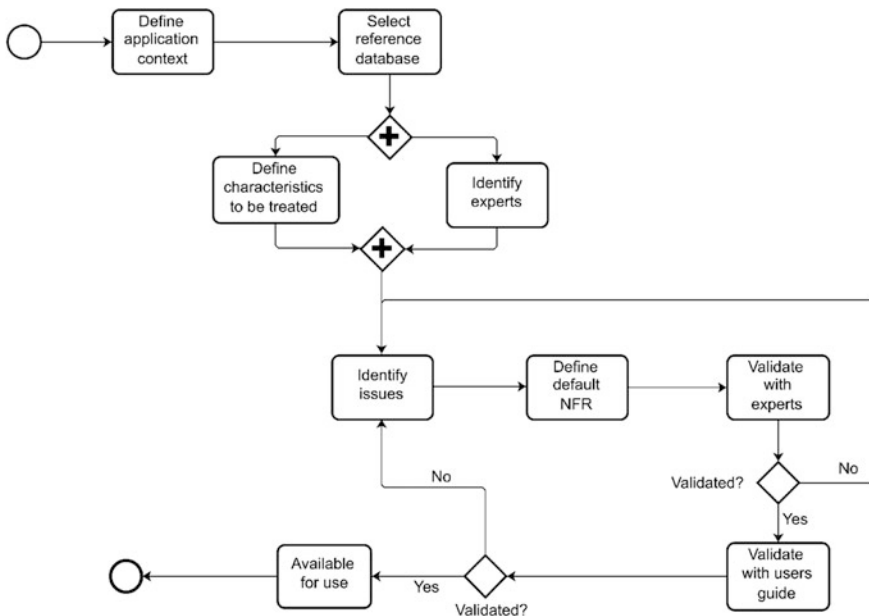 Define
application
context
Select
reference
database
Define
characteristics
to be treated
Identify
experts
Identify
issues
Define
default
NFR
Validate
with
experts
Validated?
No
Yes
Validate
with users
guide
No
Validated?
Yes
Available
for use